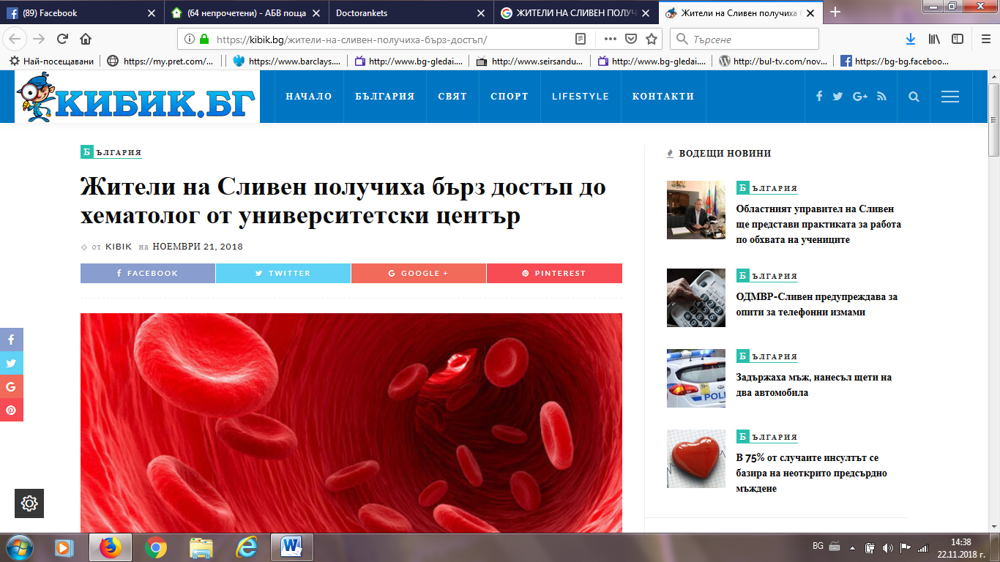 (89) Facebook
(64 непрочетени) - АБВ поща
Doctorankets
ЖИТЕЛИ НА СЛИВЕН ПОЛУЧ
Жители на Сливен получиха
https://kibik.bg/жители-на-сливен-получиха-бърз-достъп/
Търсене
Най-посещавани
https://my.pret.com/...
https://www.barclays....
http://www.bg-gledai....
http://www.seirsandu...
http://www.bg-gledai....
http://bul-tv.com/nov...
https://bg-bg.faceboo...
КИБИК.БГ
НАЧАЛО
БЪЛГАРИЯ
СВЯТ
СПОРТ
LIFESTYLE
КОНТАКТИ
БЪЛГАРИЯ
Жители на Сливен получиха бърз достъп до
хематолог от университетски център
от KIBIK на НОЕМВРИ 21, 2018
FACEBOOK
TWITTER
GOOGLE +
PINTEREST
ВОДЕЩИ НОВИНИ
БЪЛГАРИЯ
Областният управител на Сливен
ще представи практиката за работа
по обхвата на учениците
БЪЛГАРИЯ
ОДМВР-Сливен предупреждава за
опити за телефонни измами
БЪЛГАРИЯ
Задържаха мъж, нанесъл щети на
два автомобила
POLI
БЪЛГАРИЯ
В 75% от случаите инсултът се
базира на неоткрито предсърдно
мъждене
BG
14:38
22.11.2018 г.